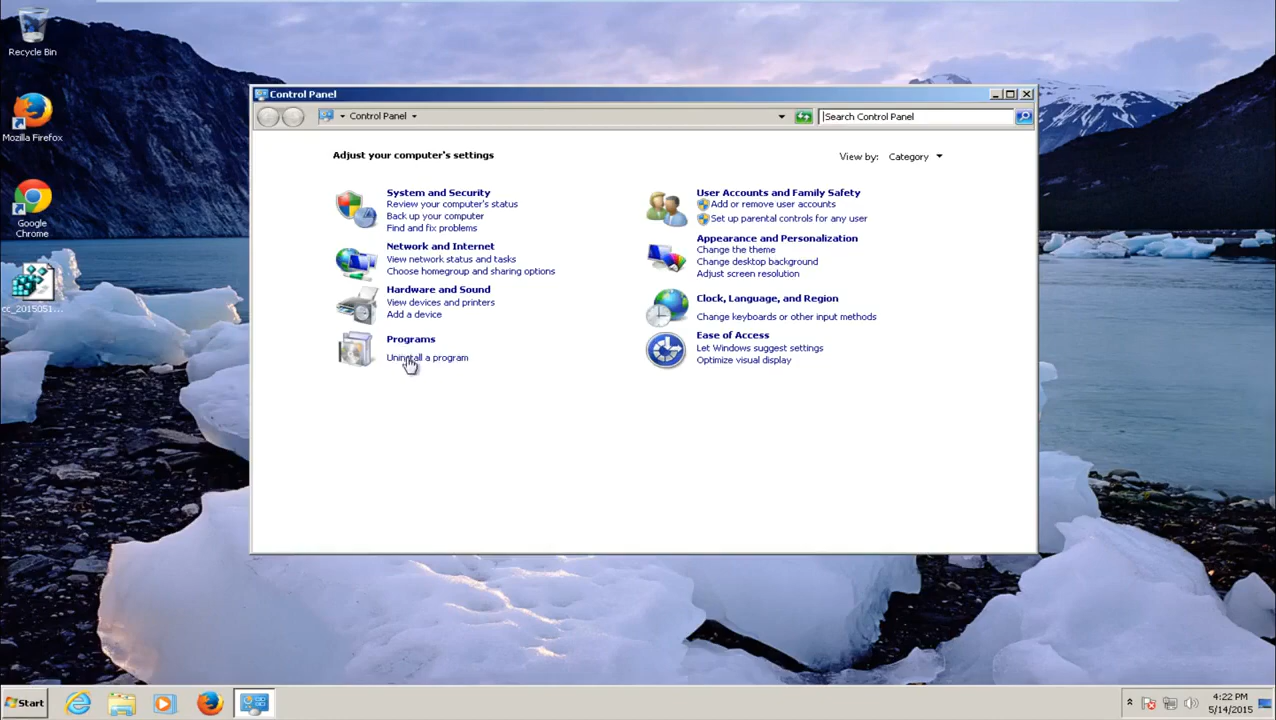 Recycle Bin
Mozilla Firefox
Google
Chrome
cc_2015051...
Control Panel
Control Panel
Search Control Panel
Adjust your computer's settings
View by: Category
System and Security
Review your computer's status
Back up your computer
Find and fix problems
Network and Internet
View network status and tasks
Choose homegroup and sharing options
Hardware and Sound
View devices and printers
Add a device
Programs
Uninstall a program
User Accounts and Family Safety
Add or remove user accounts
Set up parental controls for any user
Appearance and Personalization
Change the theme
Change desktop background
Adjust screen resolution
Clock, Language, and Region
Change keyboards or other input methods
Ease of Access
Let Windows suggest settings
Optimize visual display
Start
4:22 PM
5/14/2015